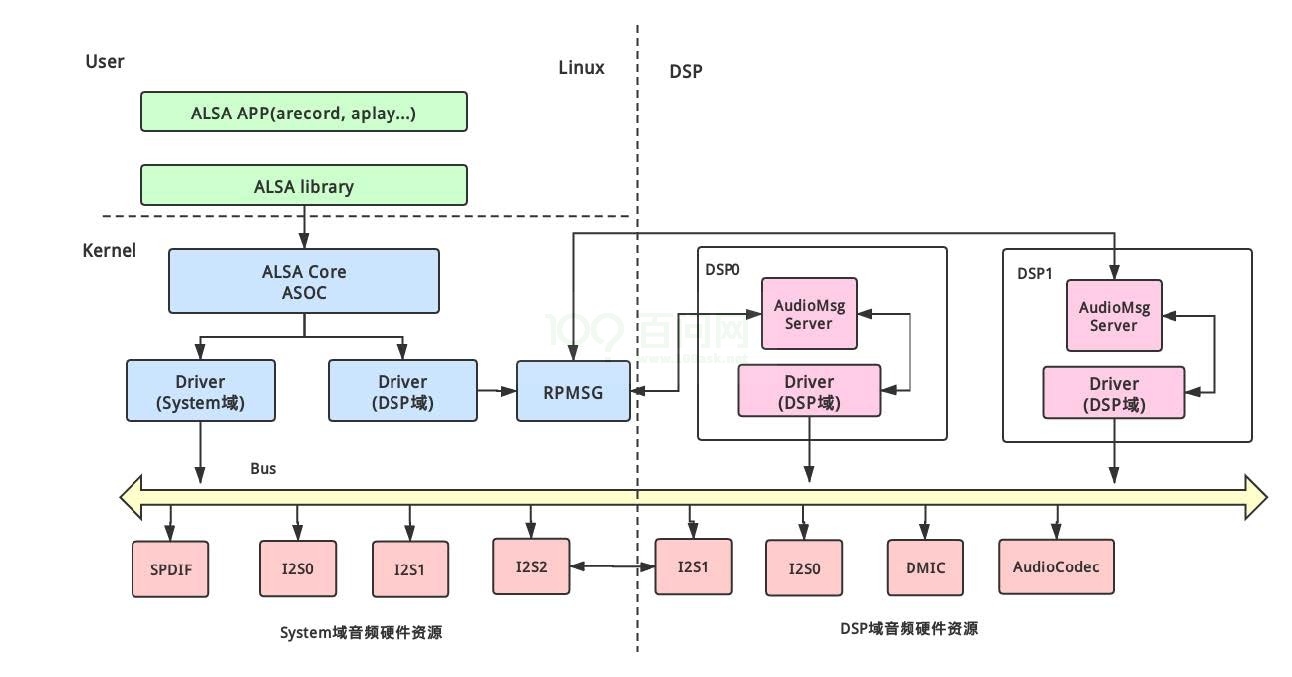 User
Linux
DSP
ALSA APP(arecord, aplay...)
ALSA library
Kernel
ALSA Core
ASOC
DSP0
AudioMsg
Server
DSP1
AudioMsg
Server
百问网
Driver
(System域)
Driver
(DSP域)
RPMSG
Driver
(DSP域)
Driver
(DSP域)
Bus
SPDIF
I2S0
I2S1
I2S2
I2S1
I2S0
DMIC
AudioCodec
System域音频硬件资源
DSP域音频硬件资源